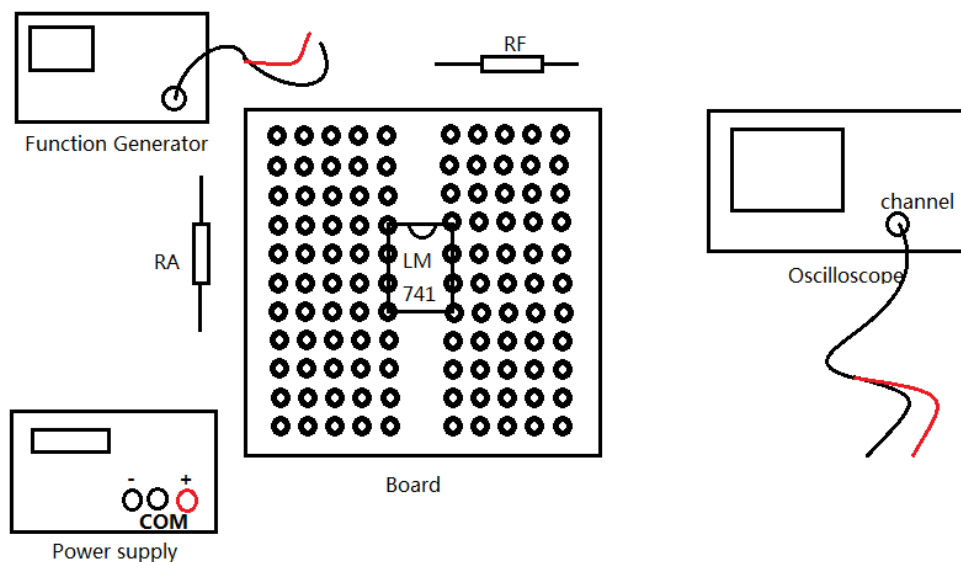 RF
Function Generator
channel
RA
LM
741
Oscilloscope
- +
COM
Board
Power supply